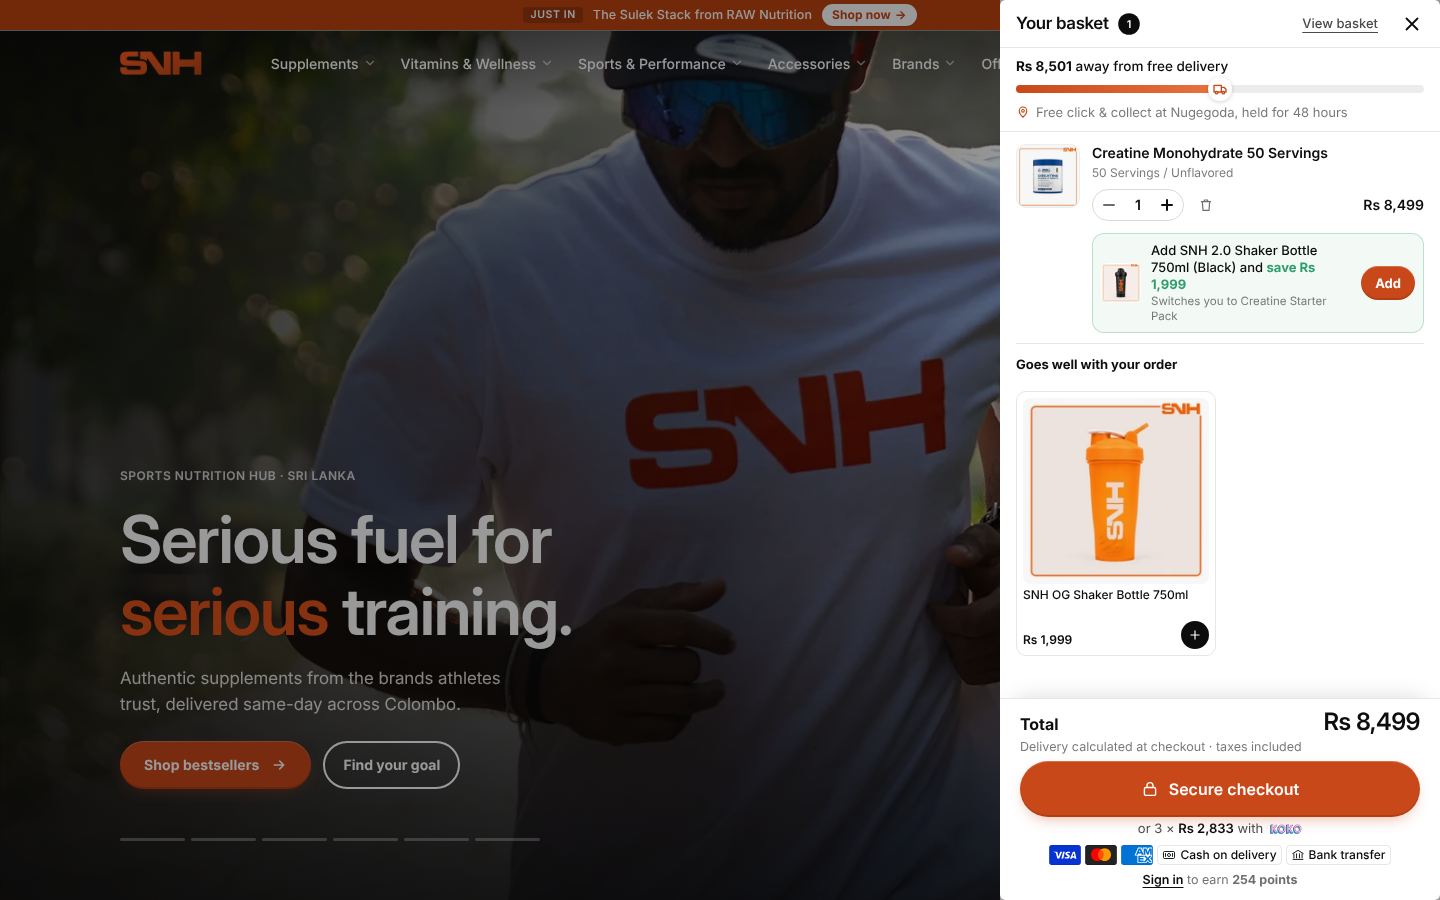 JUST IN The Sulek Stack from RAW Nutrition Shop now →
SNH Supplements Vitamins & Wellness Sports & Performance Accessories Brands Off
SNH
SPORTS NUTRITION HUB · SRI LANKA
Serious fuel for
serious training.
Authentic supplements from the brands athletes
trust, delivered same-day across Colombo.
Shop bestsellers → Find your goal
Your basket 1 View basket
Rs 8,501 away from free delivery
Free click & collect at Nugegoda, held for 48 hours
SNH
CREATINE
Creatine Monohydrate 50 Servings
50 Servings / Unflavored
1 Rs 8,499
Add SNH 2.0 Shaker Bottle
750ml (Black) and save Rs
1,999
Switches you to Creatine Starter
Pack
Add
Goes well with your order
SNH
SNH
SNH OG Shaker Bottle 750ml
Rs 1,999
Total Rs 8,499
Delivery calculated at checkout · taxes included
Secure checkout
or 3 × Rs 2,833 with KOKO
VISA AMEX Cash on delivery Bank transfer
Sign in to earn 254 points